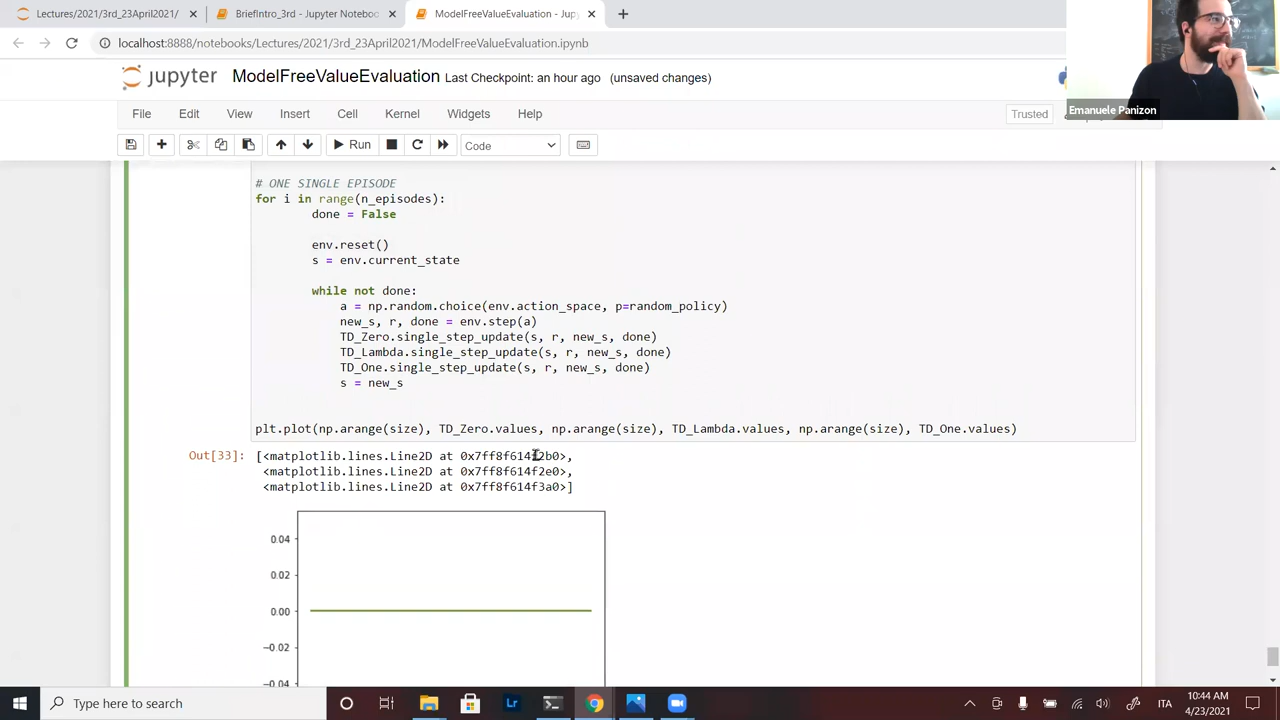 Lectures/2021/3rd_23April2021/
BriefIntro_3rd - Jupyter Notebo
ModelFreeValueEvaluation - Jup
localhost:8888/notebooks/Lectures/2021/3rd_23April2021/ModelFreeValueEvaluation.ipynb
jupyter ModelFreeValueEvaluation Last Checkpoint: an hour ago (unsaved changes)
Emanuele Panizon
File Edit View Insert Cell Kernel Widgets Help Trusted
Run Code
# ONE SINGLE EPISODE
for i in range(n_episodes):
done = False
env.reset()
s = env.current_state
while not done:
a = np.random.choice(env.action_space, p=random_policy)
new_s, r, done = env.step(a)
TD_Zero.single_step_update(s, r, new_s, done)
TD_Lambda.single_step_update(s, r, new_s, done)
TD_One.single_step_update(s, r, new_s, done)
s = new_s
plt.plot(np.arange(size), TD_Zero.values, np.arange(size), TD_Lambda.values, np.arange(size), TD_One.values)
Out[33]: [<matplotlib.lines.Line2D at 0x7ff8f614f2b0>,
<matplotlib.lines.Line2D at 0x7ff8f614f2e0>,
<matplotlib.lines.Line2D at 0x7ff8f614f3a0>]
0.04
0.02
0.00
−0.02
−0.04
Type here to search
ITA
10:44 AM
4/23/2021